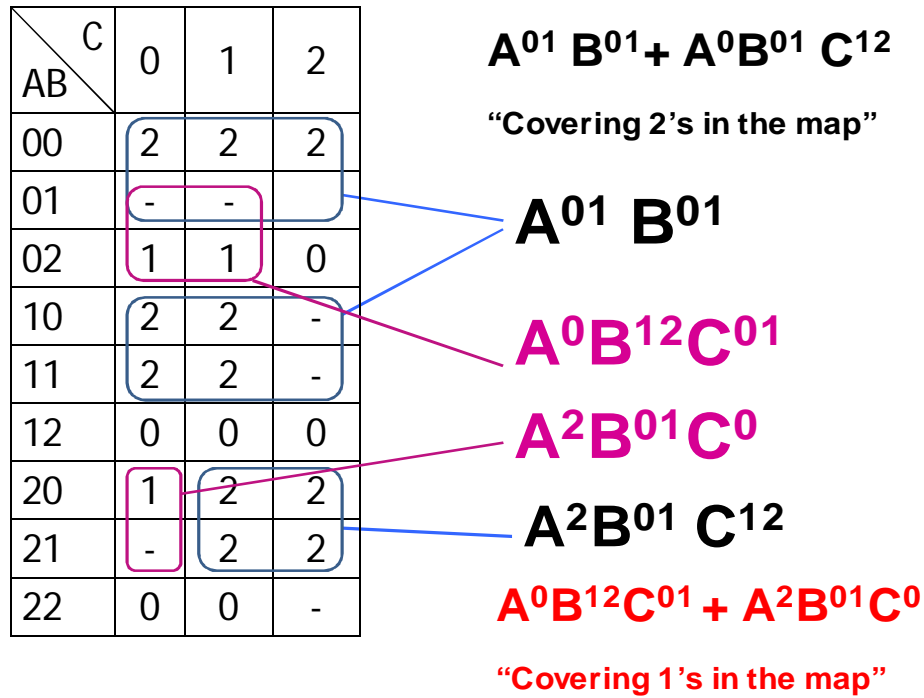 C 0 1 2
AB
00 2 2 2
01 - -
02 1 1 0
10 2 2 -
11 2 2 -
12 0 0 0
20 1 2 2
21 - 2 2
22 0 0 -
A⁰¹ B⁰¹ + A⁰B⁰¹ C¹²
“Covering 2’s in the map”
A⁰¹ B⁰¹
A⁰B¹²C⁰¹
A²B⁰¹C⁰
A²B⁰¹ C¹²
A⁰B¹²C⁰¹ + A²B⁰¹C⁰
“Covering 1’s in the map”